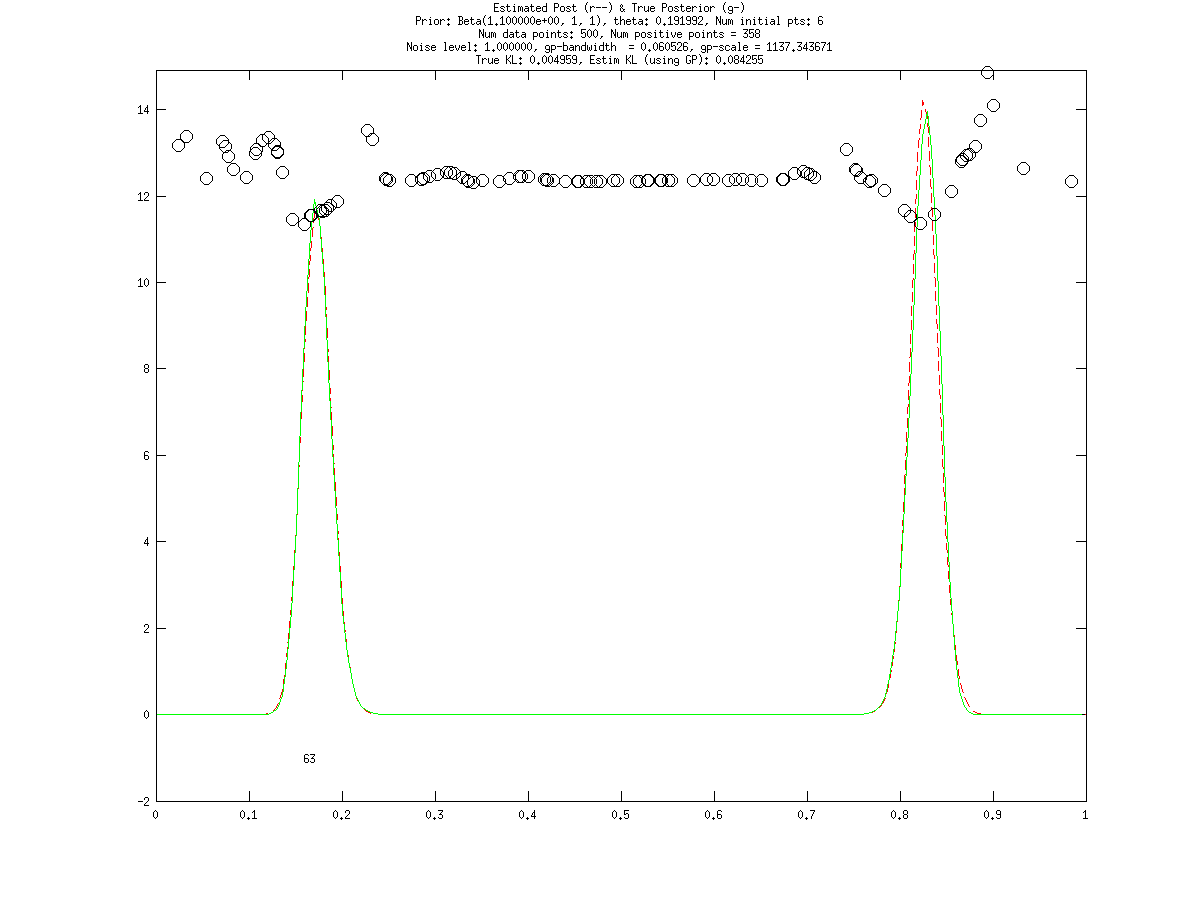 Estimated Post (r--) & True Posterior (g-)
Prior: Beta(1.100000e+00, 1, 1), theta: 0.191992, Num initial pts: 6
Num data points: 500, Num positive points = 358
Noise level: 1.000000, gp-bandwidth  = 0.060526, gp-scale = 1137.343671
True KL: 0.004959, Estim KL (using GP): 0.084255
14
12
10
8
6
4
2
0
63
-2
0 0.1 0.2 0.3 0.4 0.5 0.6 0.7 0.8 0.9 1